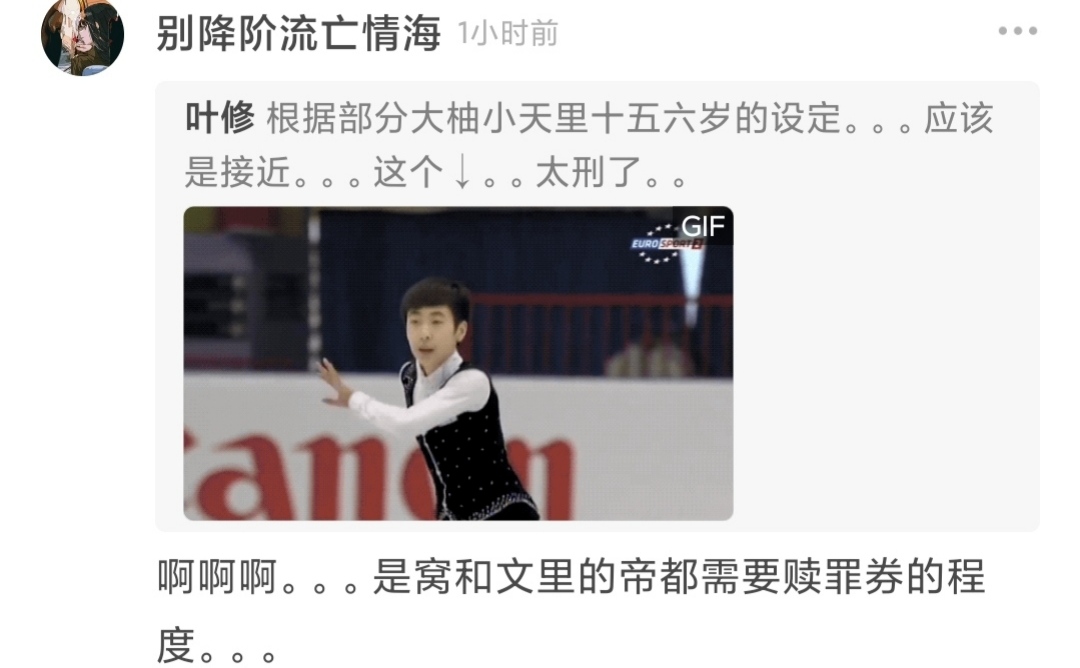 别降阶流亡情海 1小时前
叶修 根据部分大柚小天里十五六岁的设定。。。应该
是接近。。。这个↓。。太刑了。。
GIF
EUROSPORT 2
anon
啊啊啊。。。是窝和文里的帝都需要赎罪券的程
度。。。